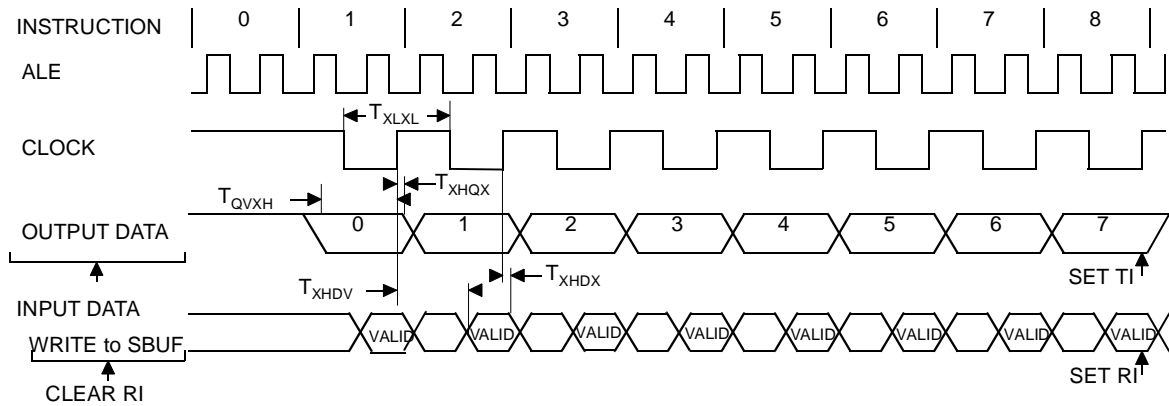 INSTRUCTION 0 1 2 3 4 5 6 7 8
ALE
TXLXL
CLOCK
TXHQX
TQVXH
OUTPUT DATA 0 1 2 3 4 5 6 7
TXHDX
SET TI
TXHDV
INPUT DATA
VALID VALID VALID VALID VALID VALID VALID VALID
WRITE to SBUF
SET RI
CLEAR RI